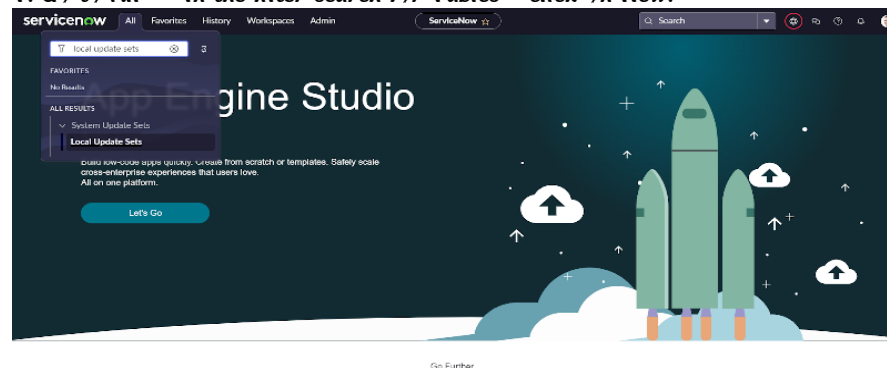 servicenow All Favorites History Workspaces Admin ServiceNow ☆ Search
local update sets
FAVORITES
No Results
App Engine Studio
ALL RESULTS
System Update Sets
Local Update Sets
Build low-code apps quickly. Create from scratch or templates. Safely scale
cross-enterprise experiences that users love.
All on one platform.
Let's Go
Go Further